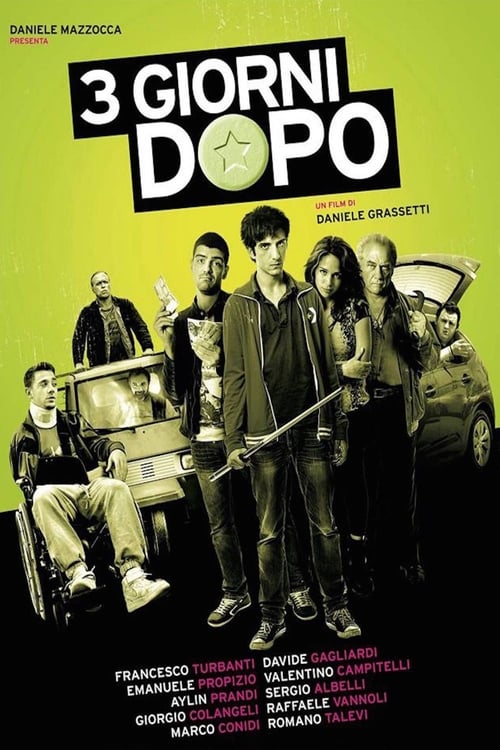 DANIELE MAZZOCCA
PRESENTA
3 GIORNI
DOPO
UN FILM DI
DANIELE GRASSETTI
FRANCESCO TURBANTI DAVIDE GAGLIARDI
EMANUELE PROPIZIO VALENTINO CAMPITELLI
AYLIN PRANDI SERGIO ALBELLI
GIORGIO COLANGELI RAFFAELE VANNOLI
MARCO CONIDI ROMANO TALEVI